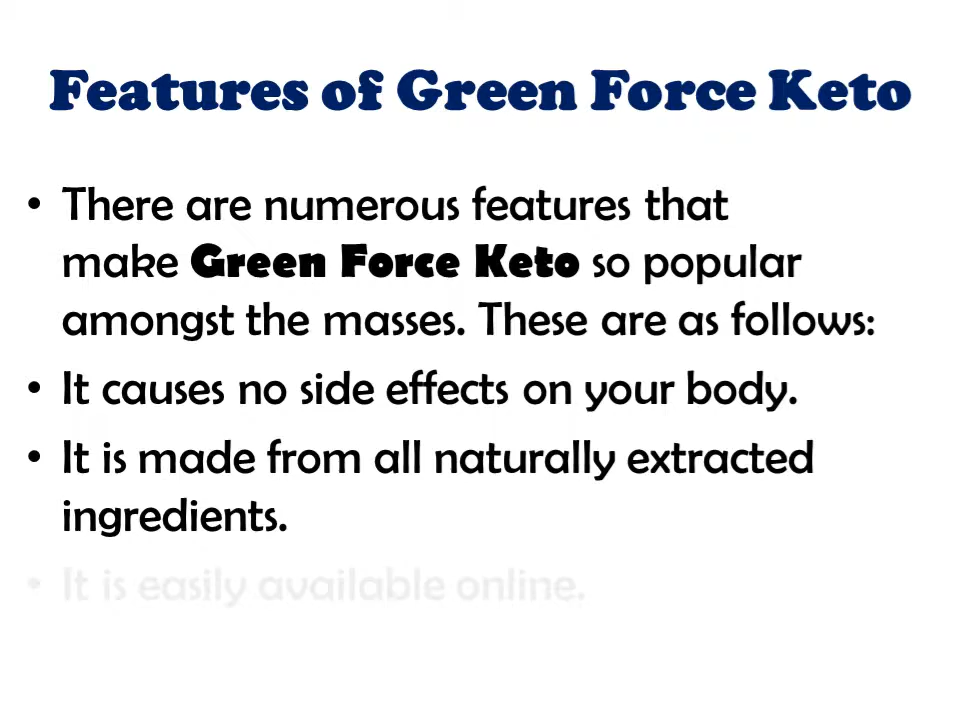 Features of Green Force Keto
• There are numerous features that
make Green Force Keto so popular
amongst the masses. These are as follows:
• It causes no side effects on your body.
• It is made from all naturally extracted
ingredients.
• It is easily available online.